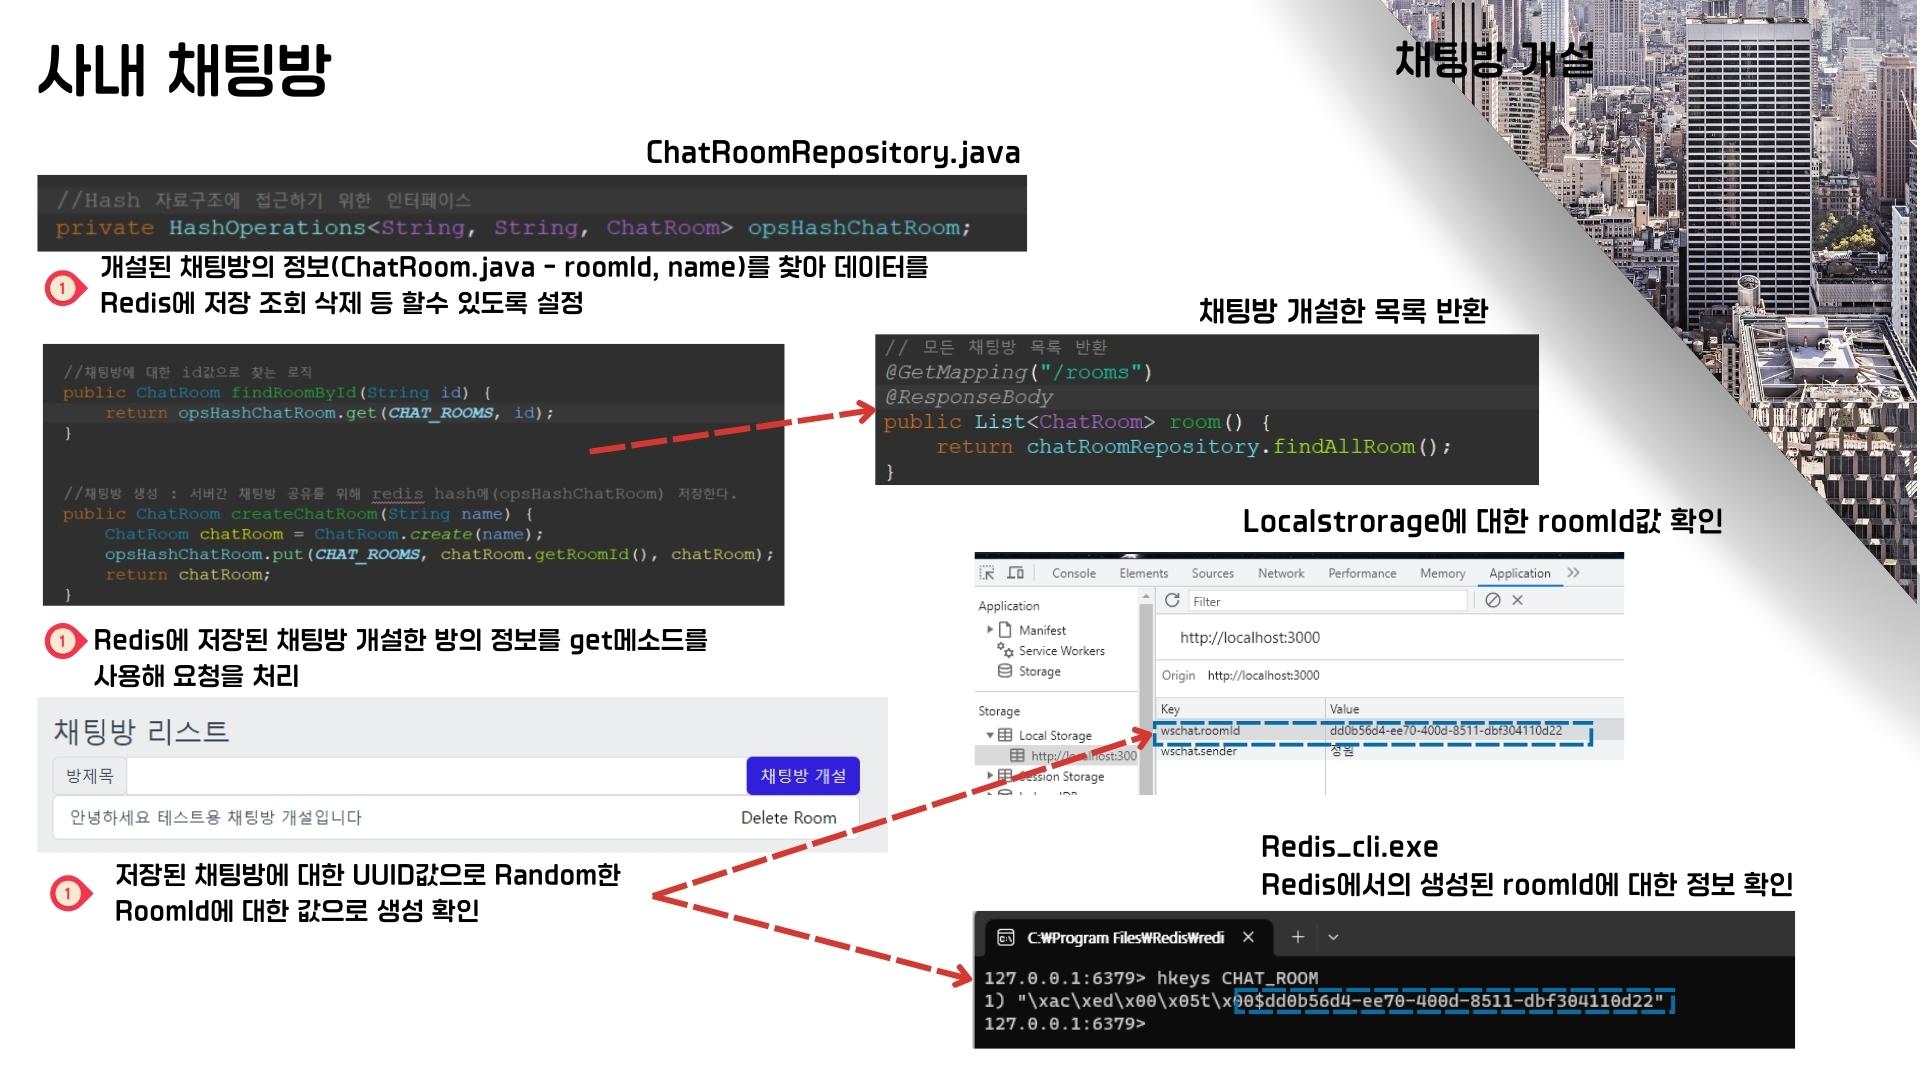 사내 채팅방
채팅방 개설
ChatRoomRepository.java
//Hash 자료구조에 접근하기 위한 인터페이스
private HashOperations<String, String, ChatRoom> opsHashChatRoom;
1
개설된 채팅방의 정보(ChatRoom.java - roomId, name)를 찾아 데이터를
Redis에 저장 조회 삭제 등 할수 있도록 설정
//채팅방에 대한 id값으로 찾는 로직
public ChatRoom findRoomById(String id) {
return opsHashChatRoom.get(CHAT_ROOMS, id);
}
//채팅방 생성 : 서버간 채팅방 공유를 위해 redis hash에(opsHashChatRoom) 저장한다.
public ChatRoom createChatRoom(String name) {
ChatRoom chatRoom = ChatRoom.create(name);
opsHashChatRoom.put(CHAT_ROOMS, chatRoom.getRoomId(), chatRoom);
return chatRoom;
}
1
Redis에 저장된 채팅방 개설한 방의 정보를 get메소드를
사용해 요청을 처리
채팅방 리스트
방제목
채팅방 개설
안녕하세요 테스트용 채팅방 개설입니다
Delete Room
1
저장된 채팅방에 대한 UUID값으로 Random한
RoomId에 대한 값으로 생성 확인
채팅방 개설한 목록 반환
// 모든 채팅방 목록 반환
@GetMapping("/rooms")
@ResponseBody
public List<ChatRoom> room() {
return chatRoomRepository.findAllRoom();
}
Localstrorage에 대한 roomId값 확인
Console Elements Sources Network Performance Memory Application
Filter
Application
Manifest
Service Workers
Storage
Storage
Local Storage
http://localhost:300
Session Storage
http://localhost:3000
Origin http://localhost:3000
Key Value
wschat.roomId dd0b56d4-ee70-400d-8511-dbf304110d22
wschat.sender 정원
Redis_cli.exe
Redis에서의 생성된 roomId에 대한 정보 확인
C:₩Program Files₩Redis₩redi
127.0.0.1:6379> hkeys CHAT_ROOM
1) "\xac\xed\x00\x05t\x00$dd0b56d4-ee70-400d-8511-dbf304110d22"
127.0.0.1:6379>